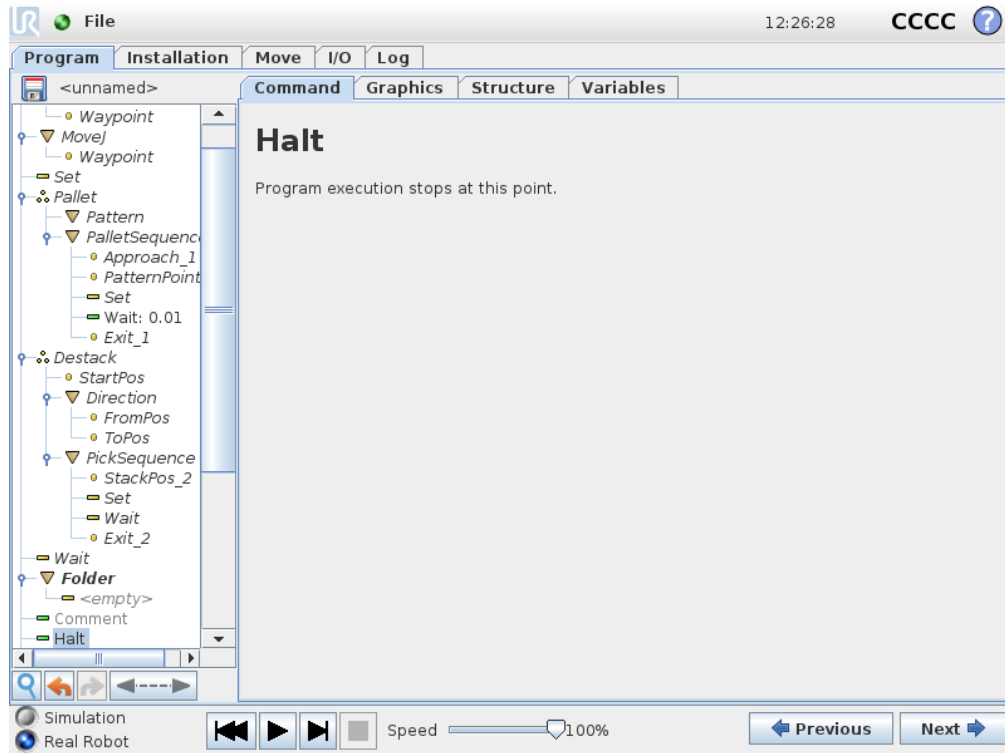 UR File 12:26:28 CCCC ?
Program Installation Move I/O Log
<unnamed>
Command Graphics Structure Variables
Waypoint
MoveJ
Waypoint
Set
Pallet
Pattern
PalletSequenc
Approach_1
PatternPoint
Set
Wait: 0.01
Exit_1
Destack
StartPos
Direction
FromPos
ToPos
PickSequence
StackPos_2
Set
Wait
Exit_2
Wait
Folder
<empty>
Comment
Halt
Halt
Program execution stops at this point.
Simulation
Real Robot
Speed 100%
Previous Next